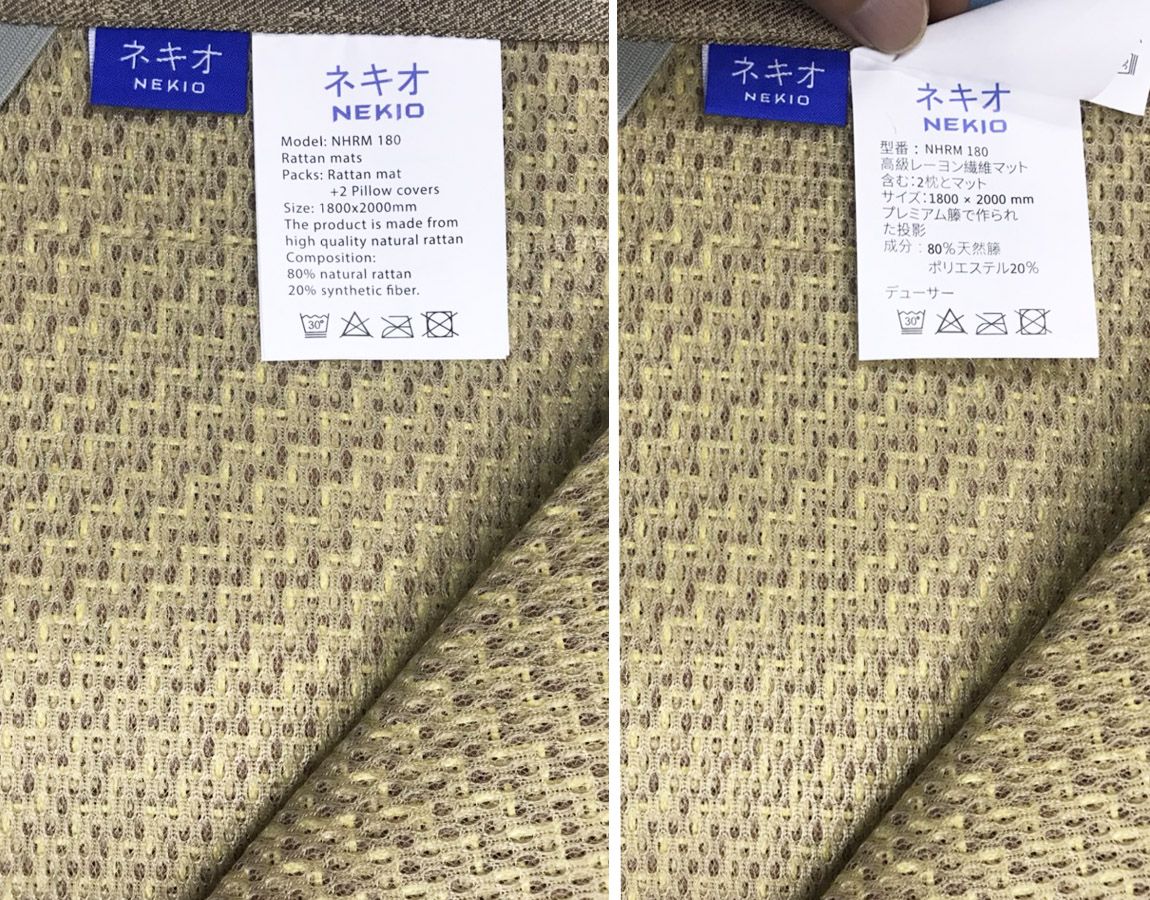 ネキオ
NEKIO
ネキオ
NEKIO
Model: NHRM 180
Rattan mats
Packs: Rattan mat
+2 Pillow covers
Size: 1800x2000mm
The product is made from
high quality natural rattan
Composition:
80% natural rattan
20% synthetic fiber.
30°
ネキオ
NEKIO
ネキオ
NEKIO
型番 : NHRM 180
高級レーヨン繊維マット
含む:2枕とマット
サイズ:1800 × 2000 mm
プレミアム籐で作られ
た投影
成分 : 80%天然籐
ポリエステル20%
デューサー
30°